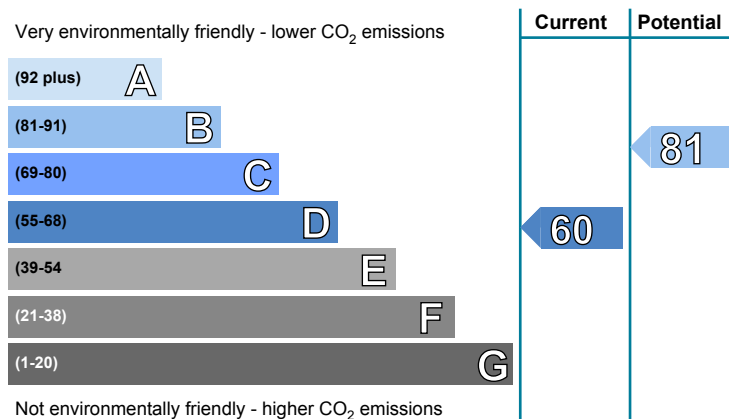 Current Potential
Very environmentally friendly - lower CO₂ emissions
(92 plus) A
(81-91) B
81
(69-80) C
(55-68) D
60
(39-54 E
(21-38) F
(1-20) G
Not environmentally friendly - higher CO₂ emissions